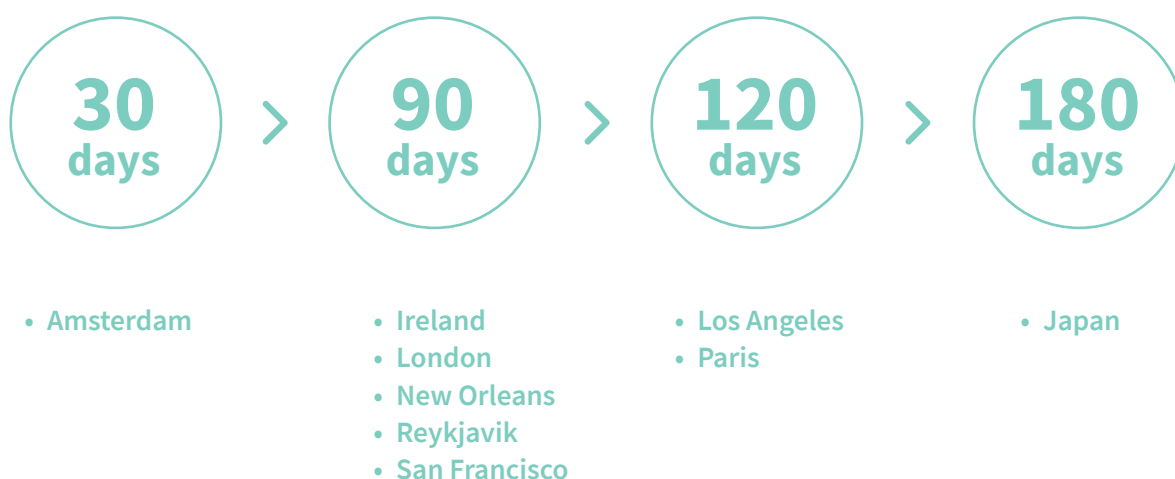 30
days
>
90
days
>
120
days
>
180
days
• Amsterdam
• Ireland
• London
• New Orleans
• Reykjavik
• San Francisco
• Los Angeles
• Paris
• Japan